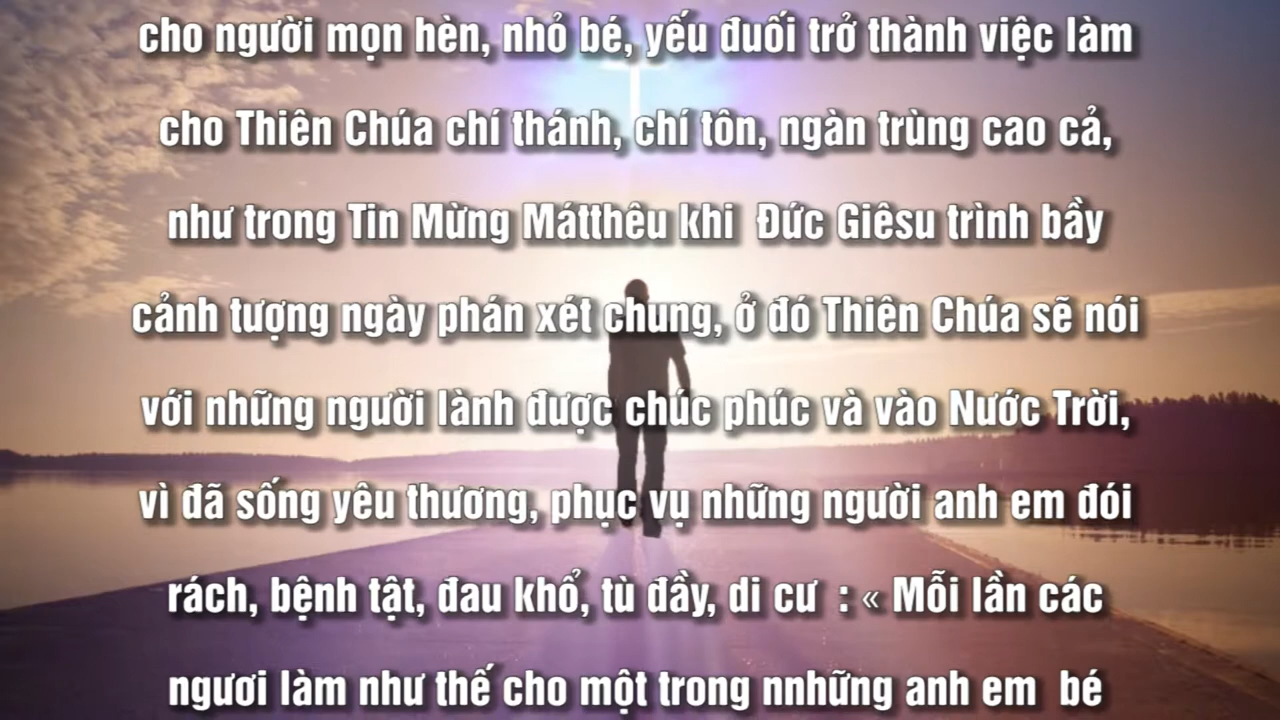 cho người mọn hèn, nhỏ bé, yếu đuối trở thành việc làm
cho Thiên Chúa chí thánh, chí tôn, ngàn trùng cao cả,
như trong Tin Mừng Mátthêu khi  Đức Giêsu trình bầy
cảnh tượng ngày phán xét chung, ở đó Thiên Chúa sẽ nói
với những người lành được chúc phúc và vào Nước Trời,
vì đã sống yêu thương, phục vụ những người anh em đói
rách, bệnh tật, đau khổ, tù đầy, di cư  : « Mỗi lần các
ngươi làm như thế cho một trong nnhững anh em  bé